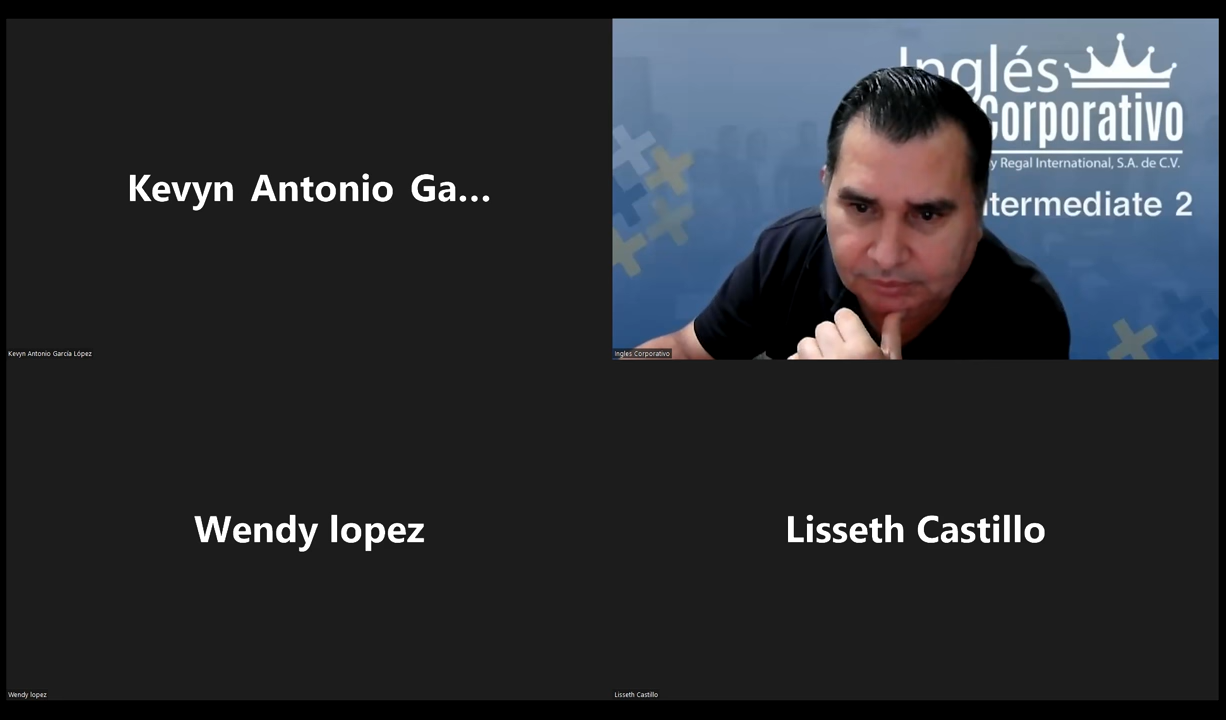 Kevyn Antonio Ga...
Kevyn Antonio García López
Inglés
Corporativo
y Regal International, S.A. de C.V.
ntermediate 2
Ingles Corporativo
Wendy lopez
Wendy lopez
Lisseth Castillo
Lisseth Castillo